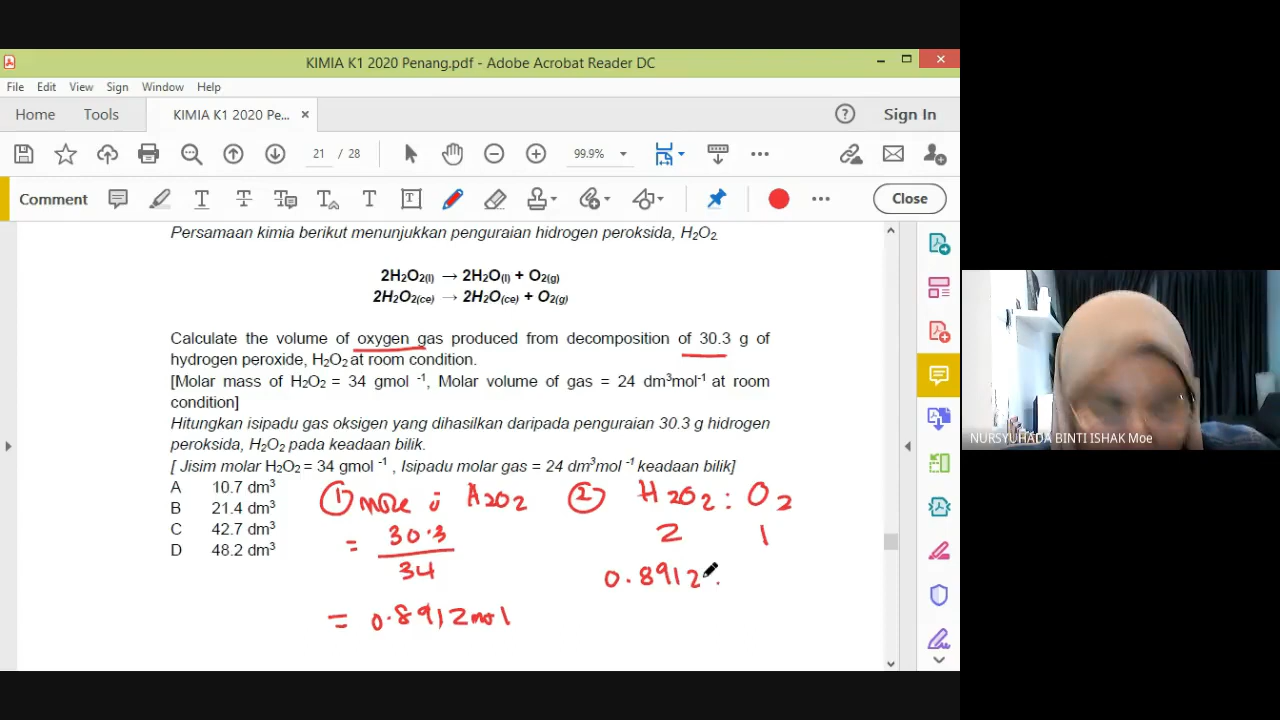 KIMIA K1 2020 Penang.pdf - Adobe Acrobat Reader DC
File Edit View Sign Window Help
Home Tools KIMIA K1 2020 Pe... × Sign In
21 / 28 99.9%
Comment Close
Persamaan kimia berikut menunjukkan penguraian hidrogen peroksida, H2O2.
2H2O2(l) → 2H2O(l) + O2(g)
2H2O2(ce) → 2H2O(ce) + O2(g)
Calculate the volume of oxygen gas produced from decomposition of 30.3 g of
hydrogen peroxide, H2O2 at room condition.
[Molar mass of H2O2 = 34 gmol -1, Molar volume of gas = 24 dm3mol-1 at room
condition]
Hitungkan isipadu gas oksigen yang dihasilkan daripada penguraian 30.3 g hidrogen
peroksida, H2O2 pada keadaan bilik.
[ Jisim molar H2O2 = 34 gmol -1 , Isipadu molar gas = 24 dm3mol -1 keadaan bilik]
A 10.7 dm3
B 21.4 dm3
C 42.7 dm3
D 48.2 dm3
① mole H2O2
= 30.3
34
= 0.8912 mol
② H2O2 : O2
2 1
0.8912 :
NURSYUHADA BINTI ISHAK Moe